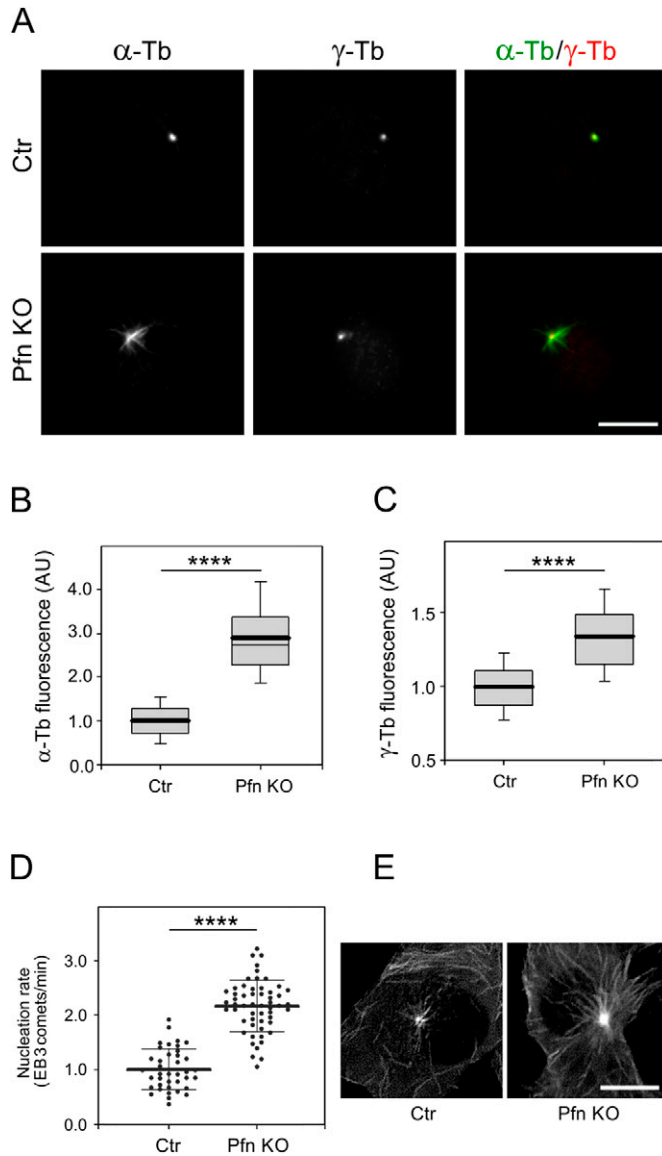 A
α-Tb γ-Tb α-Tb/γ-Tb
Ctr
Pfn KO
B
α-Tb fluorescence (AU)
4.0
3.0
2.0
1.0
0.0
****
Ctr Pfn KO
C
γ-Tb fluorescence (AU)
1.5
1.0
0.5
****
Ctr Pfn KO
D
Nucleation rate
(EB3 comets/min)
3.0
2.0
1.0
0.0
****
Ctr Pfn KO
E
Ctr Pfn KO